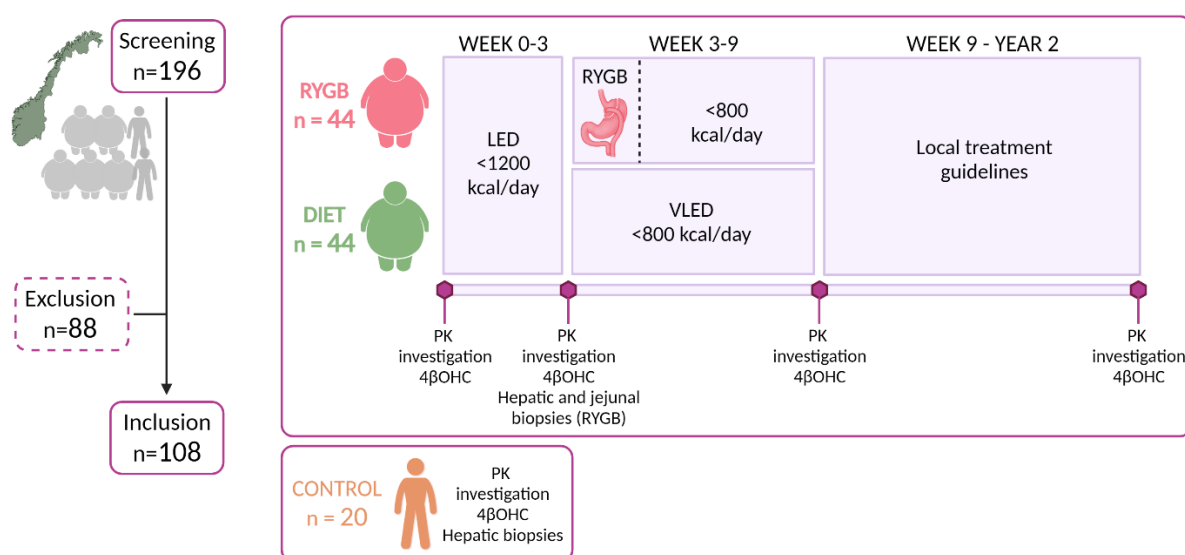 Screening
n=196
Exclusion
n=88
Inclusion
n=108
WEEK 0-3
WEEK 3-9
WEEK 9 - YEAR 2
RYGB
n = 44
DIET
n = 44
LED
<1200
kcal/day
RYGB
<800
kcal/day
VLED
<800 kcal/day
Local treatment
guidelines
PK
investigation
4βOHC
PK
investigation
4βOHC
Hepatic and jejunal
biopsies (RYGB)
PK
investigation
4βOHC
PK
investigation
4βOHC
CONTROL
n = 20
PK
investigation
4βOHC
Hepatic biopsies